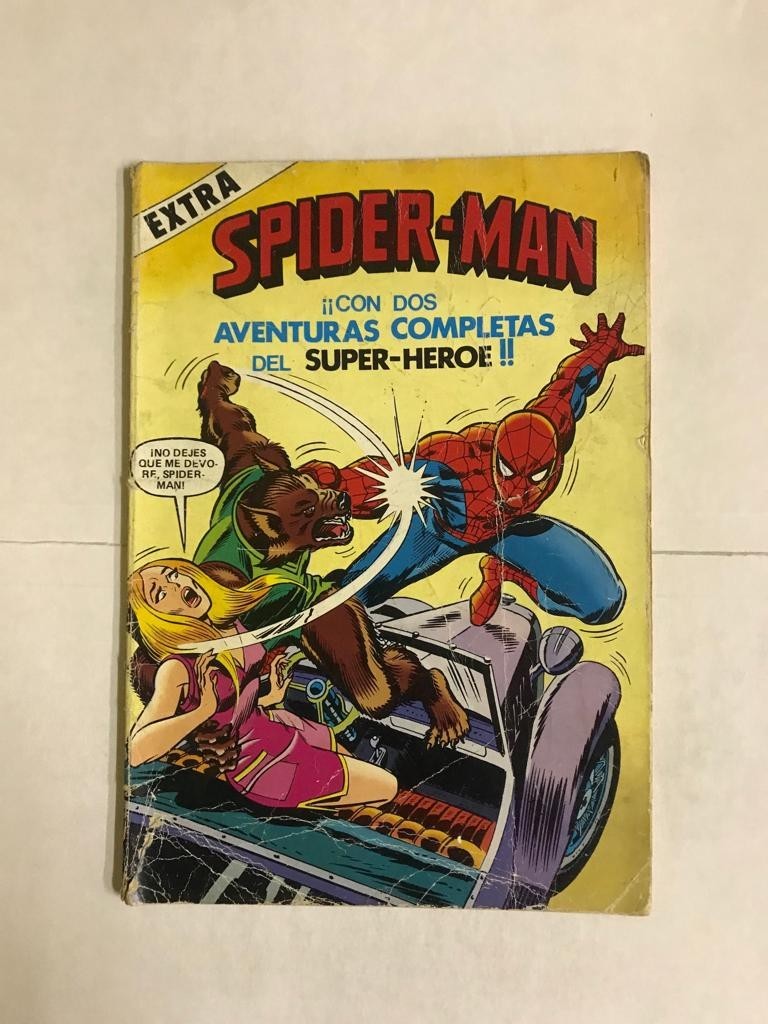 EXTRA
SPIDER-MAN
¡¡CON DOS
AVENTURAS COMPLETAS
DEL SUPER-HEROE!!
¡NO DEJES
QUE ME DEVO-
RE, SPIDER-
MAN!